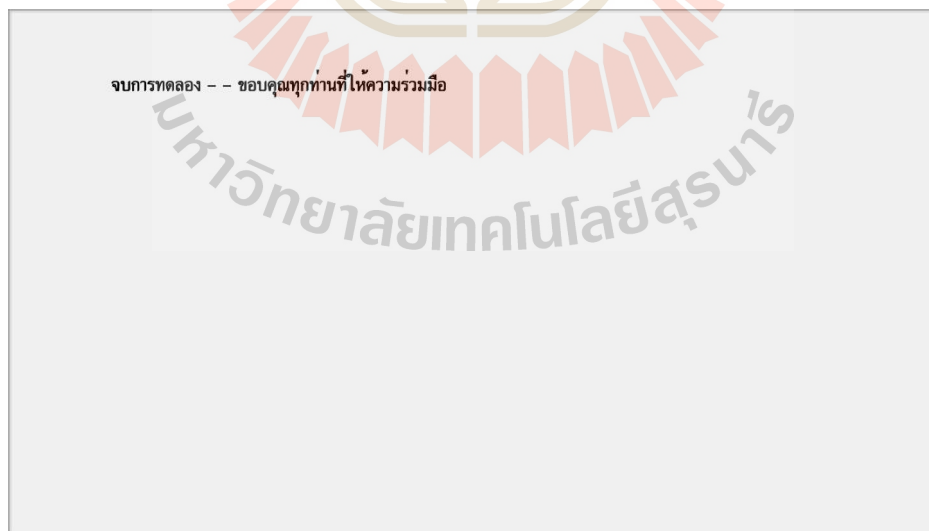 จบการทดลอง – – ขอบคุณทุกท่านที่ให้ความร่วมมือ
มหาวิทยาลัยเทคโนโลยีสุรนารี